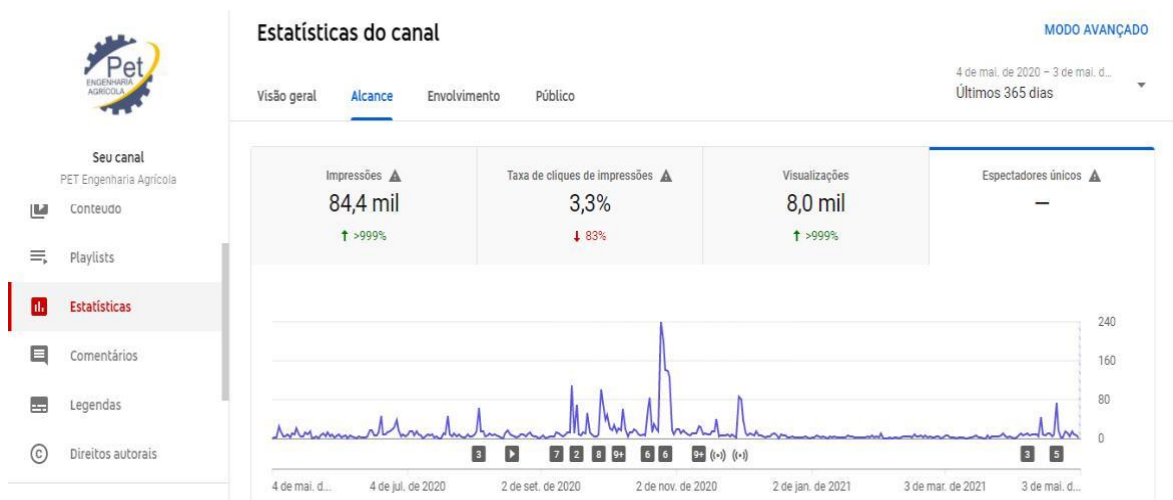 Pet
ENGENHARIA
AGRÍCOLA
Seu canal
PET Engenharia Agrícola
Conteúdo
Playlists
Estatísticas
Comentários
Legendas
Direitos autorais
Estatísticas do canal
MODO AVANÇADO
Visão geral Alcance Envolvimento Público
4 de mai. de 2020 – 3 de mai. d...
Últimos 365 dias
Impressões
84,4 mil
>999%
Taxa de cliques de impressões
3,3%
83%
Visualizações
8,0 mil
>999%
Espectadores únicos
—
240
160
80
0
3 7 2 8 9+ 6 6 9+ 3 5
4 de mai. d... 4 de jul. de 2020 2 de set. de 2020 2 de nov. de 2020 2 de jan. de 2021 3 de mar. de 2021 3 de mai. d...